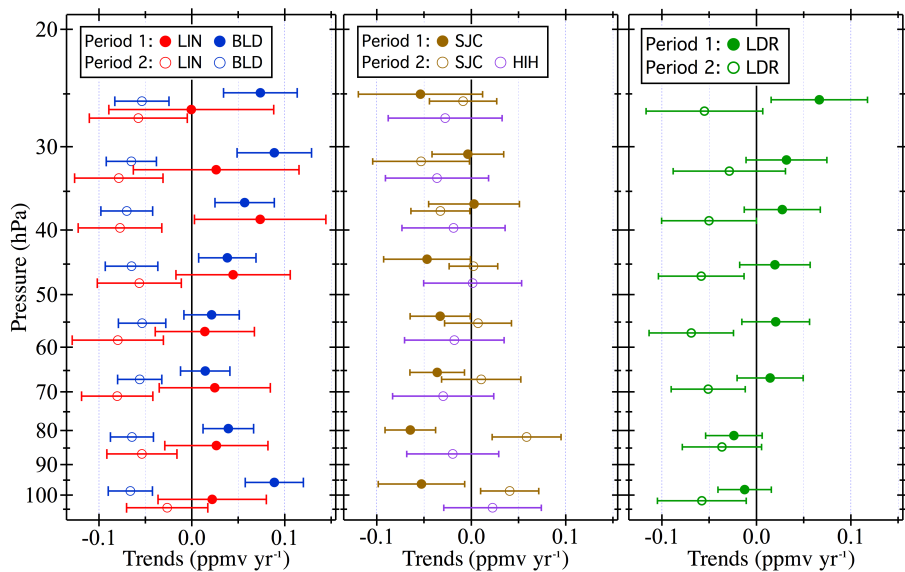 Period 1: LIN BLD
Period 2: LIN BLD
Period 1: SJC
Period 2: SJC HIH
Period 1: LDR
Period 2: LDR
Pressure (hPa)
20
30
40
50
60
70
80
90
100
-0.1 0.0 0.1
-0.1 0.0 0.1
-0.1 0.0 0.1
Trends (ppmv yr⁻¹)
Trends (ppmv yr⁻¹)
Trends (ppmv yr⁻¹)